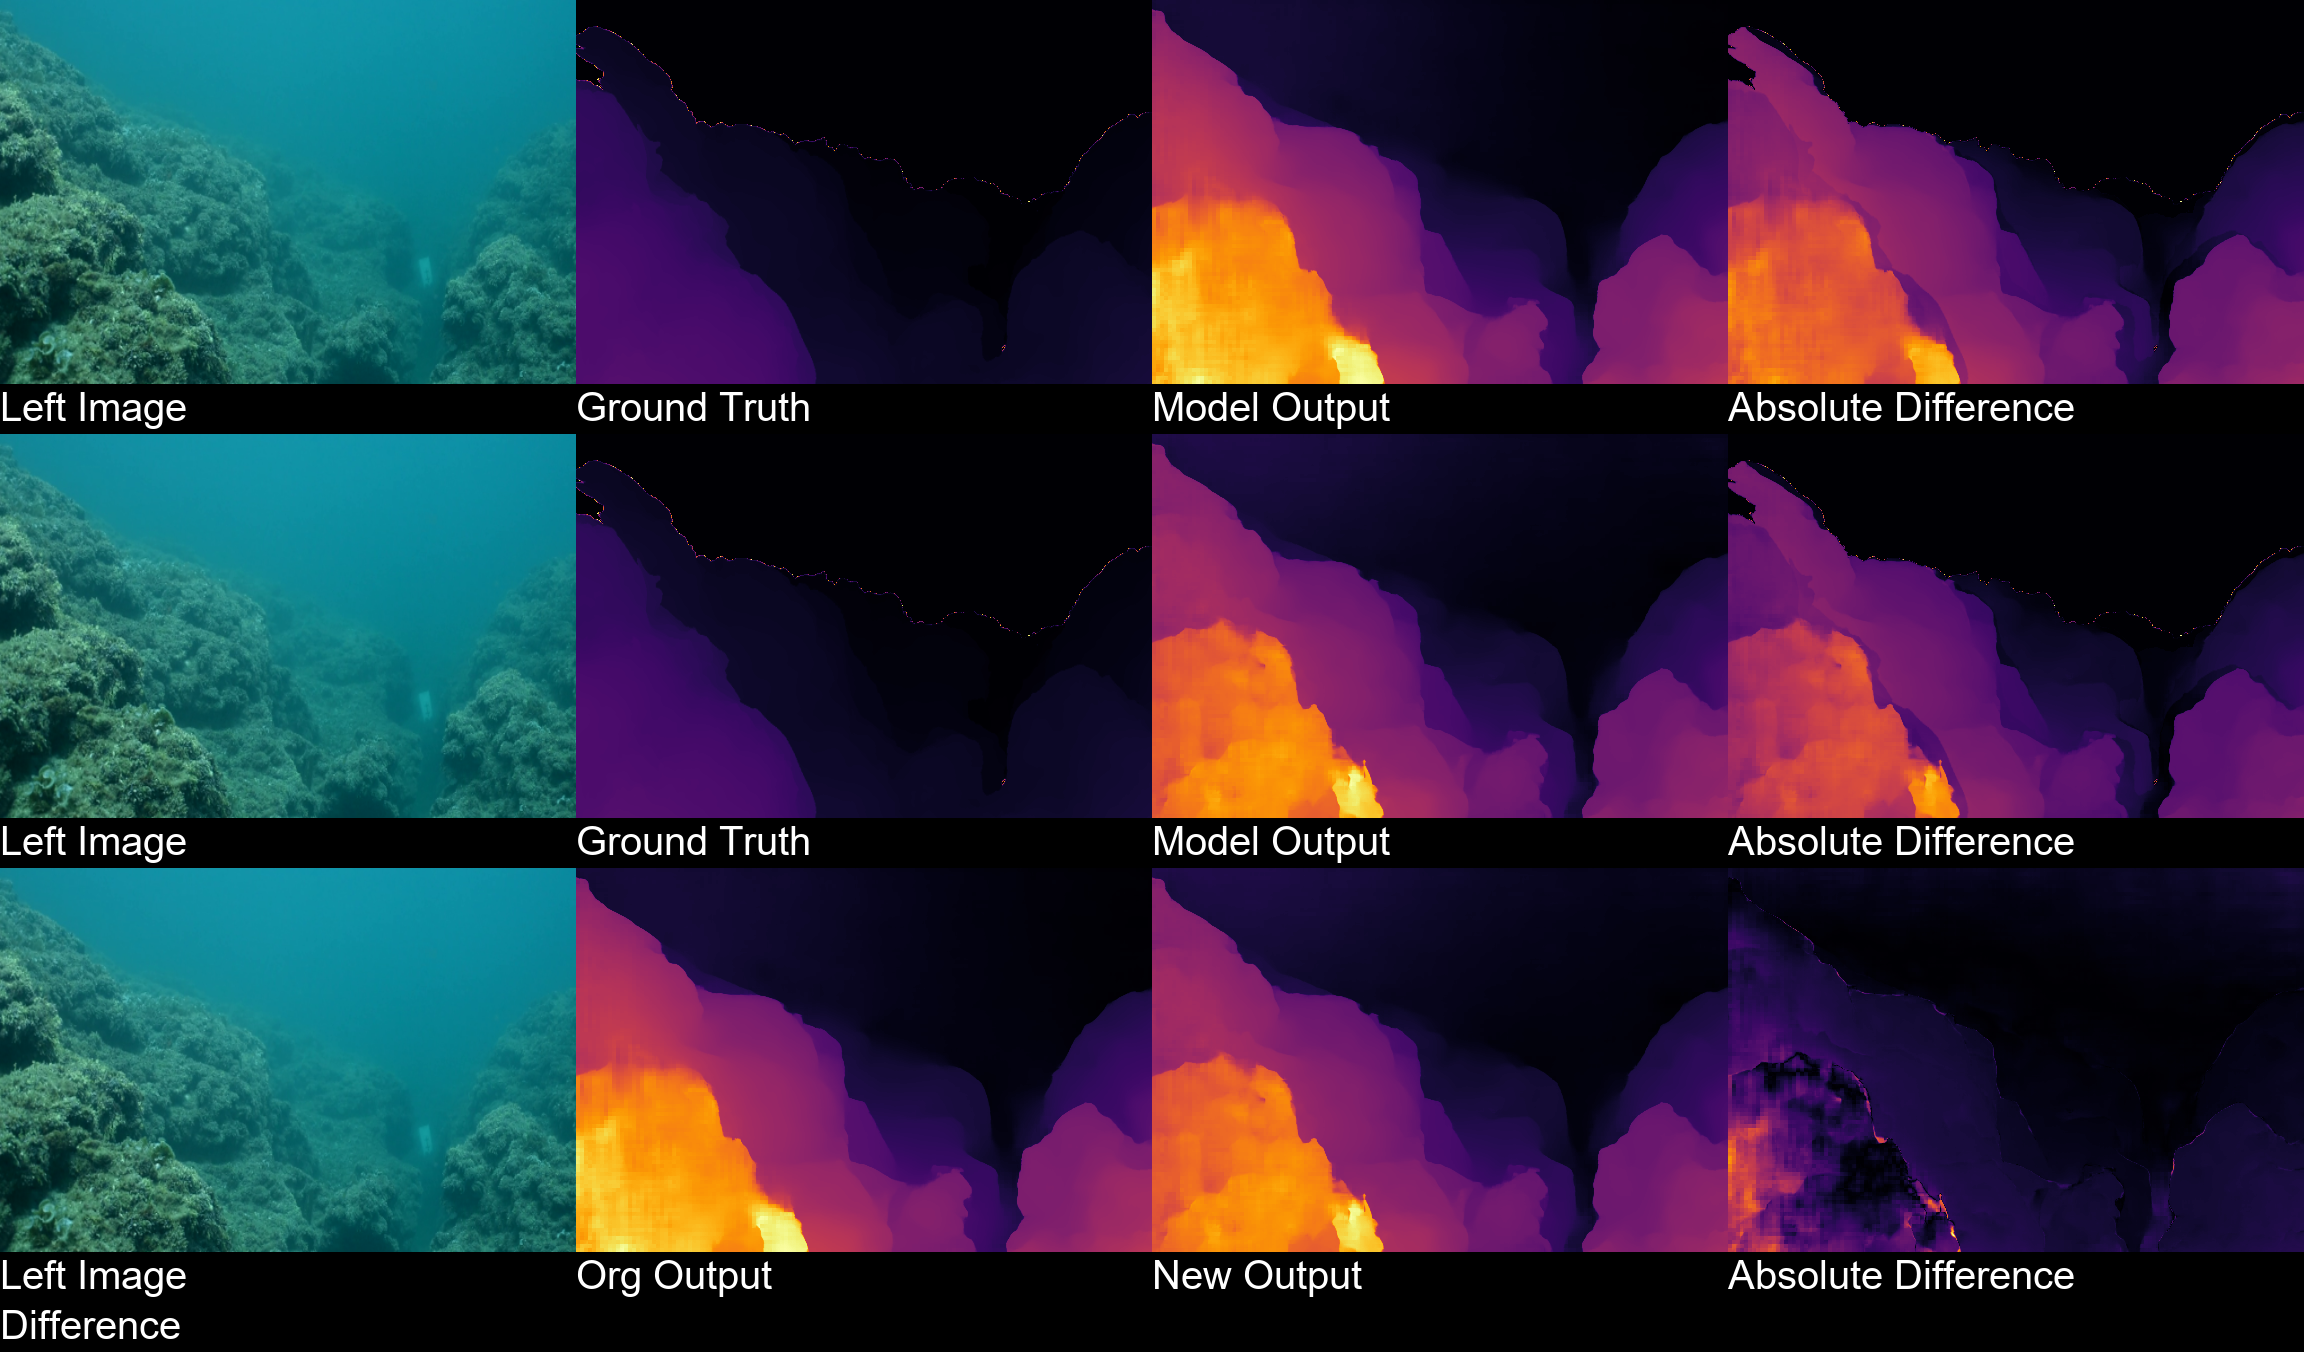 Left Image
Ground Truth
Model Output
Absolute Difference
Left Image
Ground Truth
Model Output
Absolute Difference
Left Image
Org Output
New Output
Absolute Difference
Difference